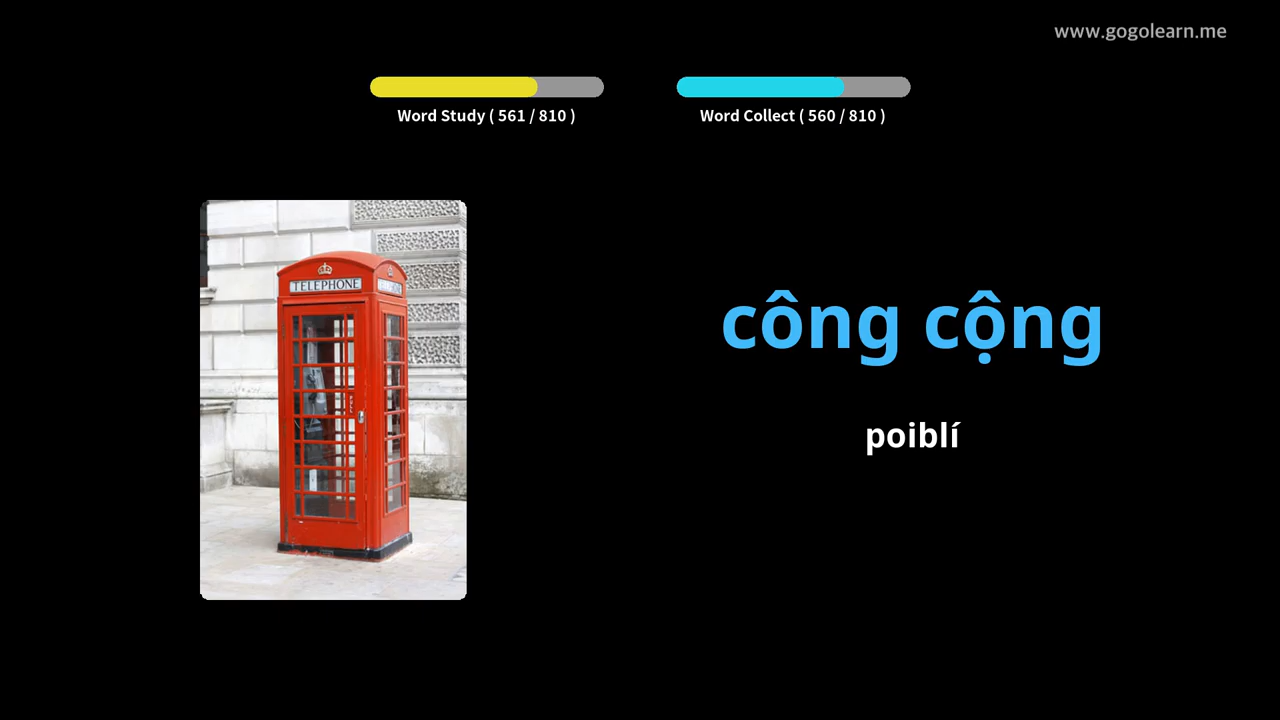 www.gogolearn.me
Word Study ( 561 / 810 )
Word Collect ( 560 / 810 )
TELEPHONE
công cộng
poiblí